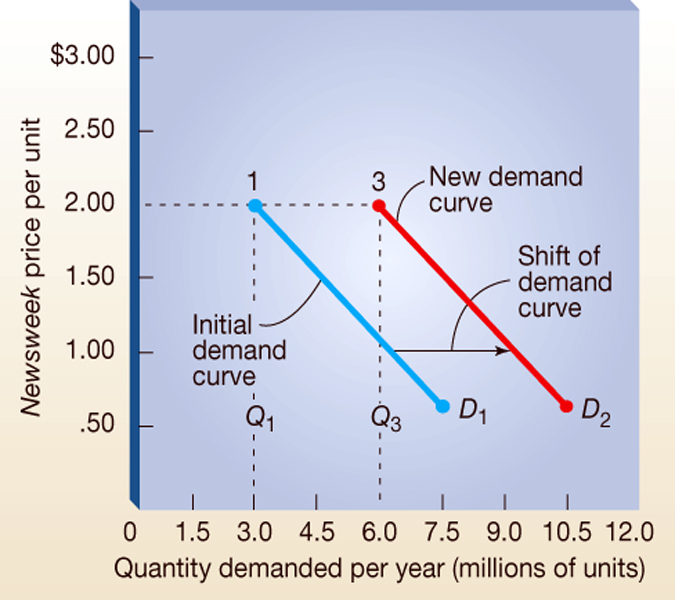 Newsweek price per unit
$3.00
2.50
2.00
1.50
1.00
.50
1
3
New demand
curve
Shift of
demand
curve
Initial
demand
curve
Q1
Q3
D1
D2
0 1.5 3.0 4.5 6.0 7.5 9.0 10.5 12.0
Quantity demanded per year (millions of units)